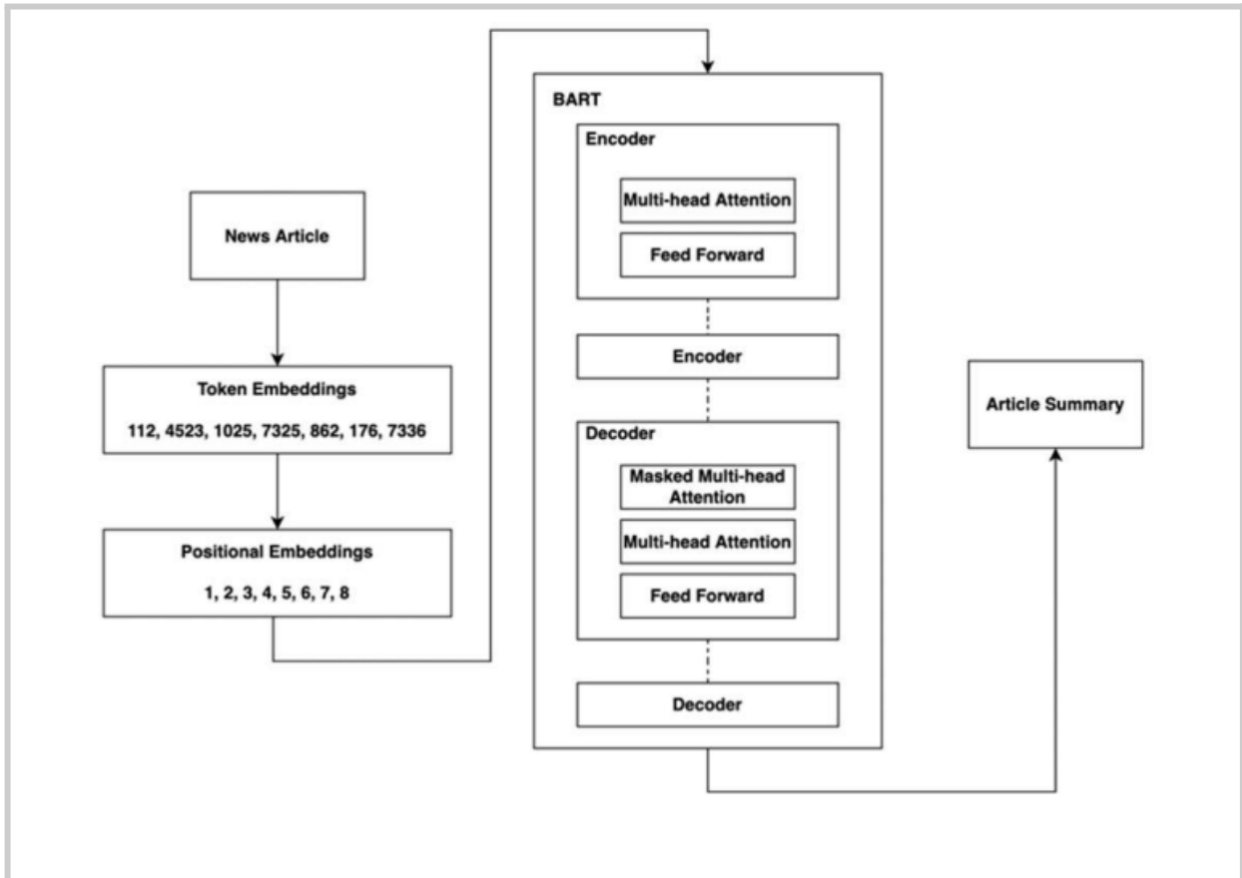 News Article
Token Embeddings
112, 4523, 1025, 7325, 862, 176, 7336
Positional Embeddings
1, 2, 3, 4, 5, 6, 7, 8
BART
Encoder
Multi-head Attention
Feed Forward
Encoder
Decoder
Masked Multi-head
Attention
Multi-head Attention
Feed Forward
Decoder
Article Summary